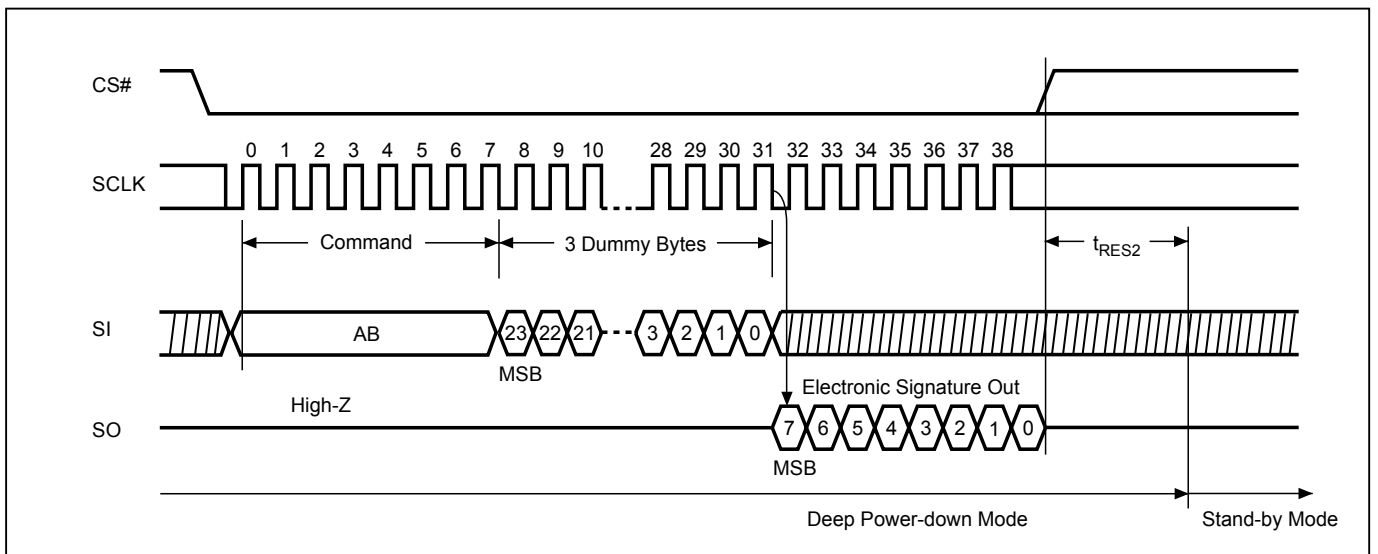 CS#
0 1 2 3 4 5 6 7 8 9 10 28 29 30 31 32 33 34 35 36 37 38
SCLK
Command 3 Dummy Bytes tRES2
SI AB 23 22 21 3 2 1 0
MSB
High-Z Electronic Signature Out
SO 7 6 5 4 3 2 1 0
MSB
Deep Power-down Mode Stand-by Mode